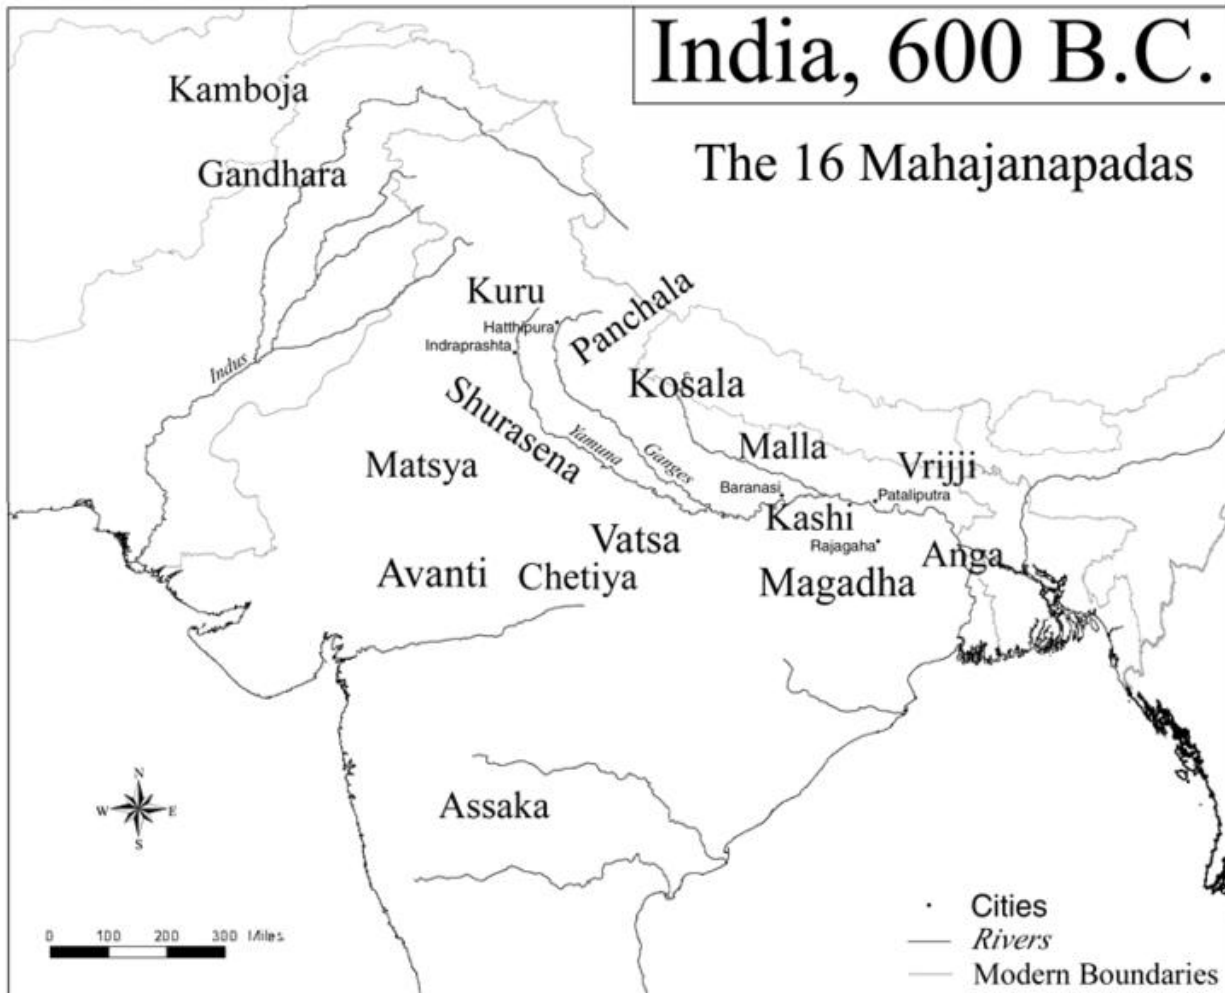 India, 600 B.C.
The 16 Mahajanapadas
Kamboja
Gandhara
Kuru
Hatthipura
Indraprashta
Panchala
Indus
Kosala
Shurasena
Yamuna
Ganges
Matsya
Malla
Vrijji
Baranasi
Pataliputra
Kashi
Rajagaha
Vatsa
Anga
Avanti
Chetiya
Magadha
Assaka
N
W
E
S
0 100 200 300 Miles
Cities
Rivers
Modern Boundaries